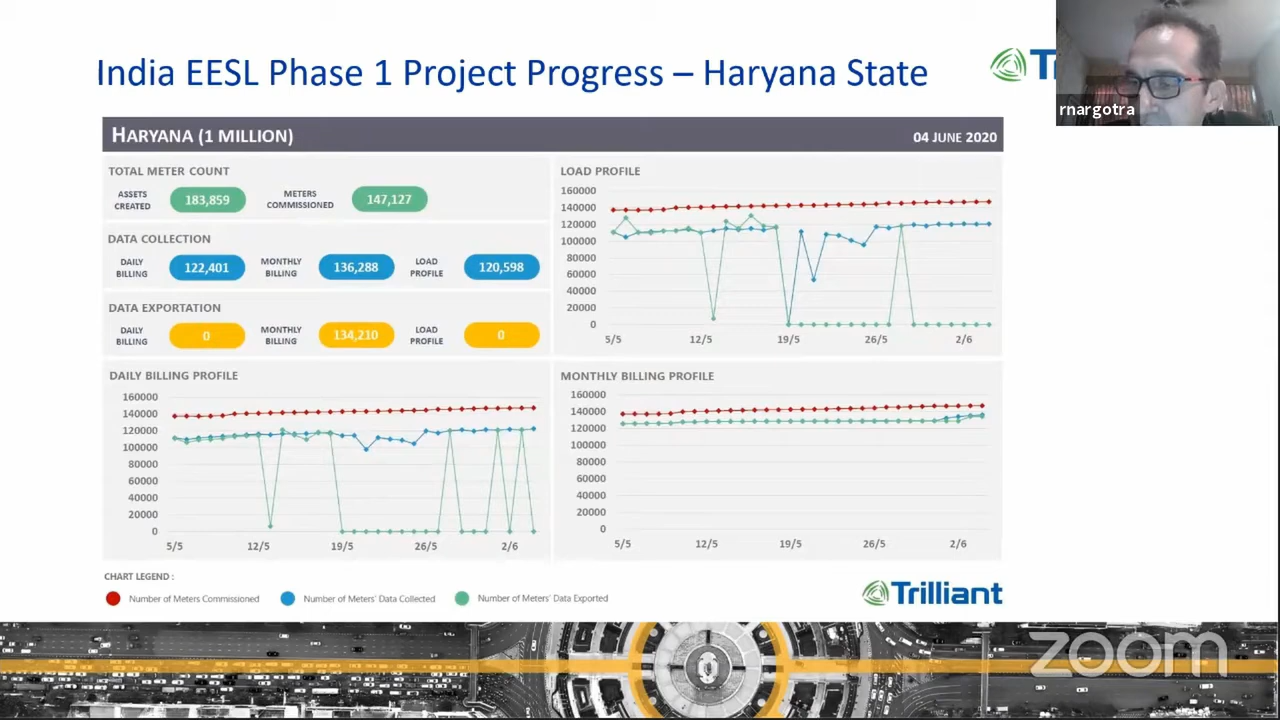 India EESL Phase 1 Project Progress – Haryana State
T
rnargotra
HARYANA (1 MILLION)
04 JUNE 2020
TOTAL METER COUNT
ASSETS CREATED
183,859
METERS COMMISSIONED
147,127
DATA COLLECTION
DAILY BILLING
122,401
MONTHLY BILLING
136,288
LOAD PROFILE
120,598
DATA EXPORTATION
DAILY BILLING
0
MONTHLY BILLING
134,210
LOAD PROFILE
0
LOAD PROFILE
160000
140000
120000
100000
80000
60000
40000
20000
0
5/5 12/5 19/5 26/5 2/6
DAILY BILLING PROFILE
160000
140000
120000
100000
80000
60000
40000
20000
0
5/5 12/5 19/5 26/5 2/6
MONTHLY BILLING PROFILE
160000
140000
120000
100000
80000
60000
40000
20000
0
5/5 12/5 19/5 26/5 2/6
CHART LEGEND :
Number of Meters Commissioned
Number of Meters' Data Collected
Number of Meters' Data Exported
Trilliant
zoom